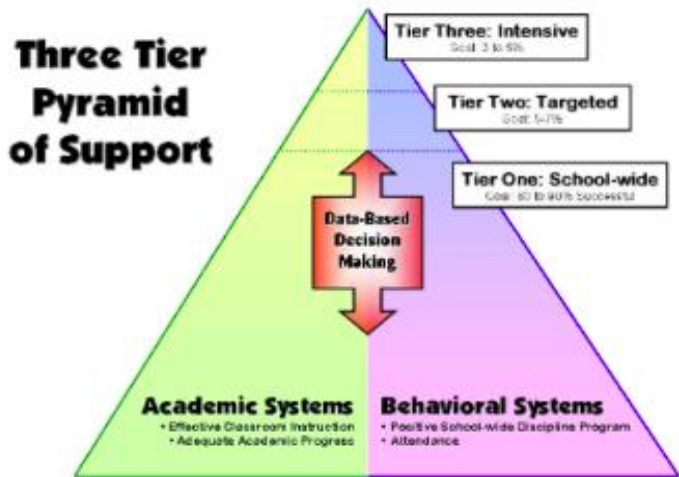 Three Tier
Pyramid
of Support
Tier Three: Intensive
Goal: to 5%
Tier Two: Targeted
Goal: 5-7%
Tier One: School-wide
Goal: 80 to 90% Successful
Data-Based
Decision
Making
Academic Systems
• Effective Classroom Instruction
• Adequate Academic Progress
Behavioral Systems
• Positive School-wide Discipline Program
• Attendance